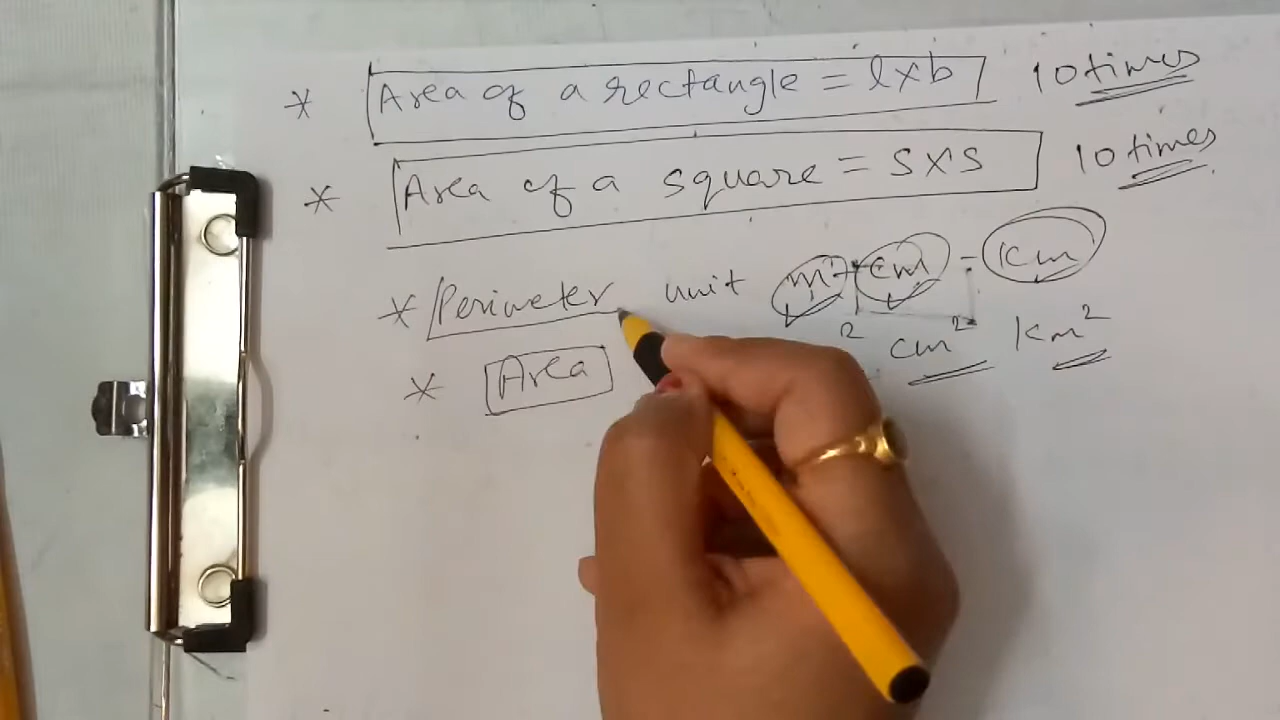 * Area of a rectangle = l×b 10 times
* Area of a square = S×S 10 times
* Perimeter unit cm - Km
* Area 2 cm² Km²